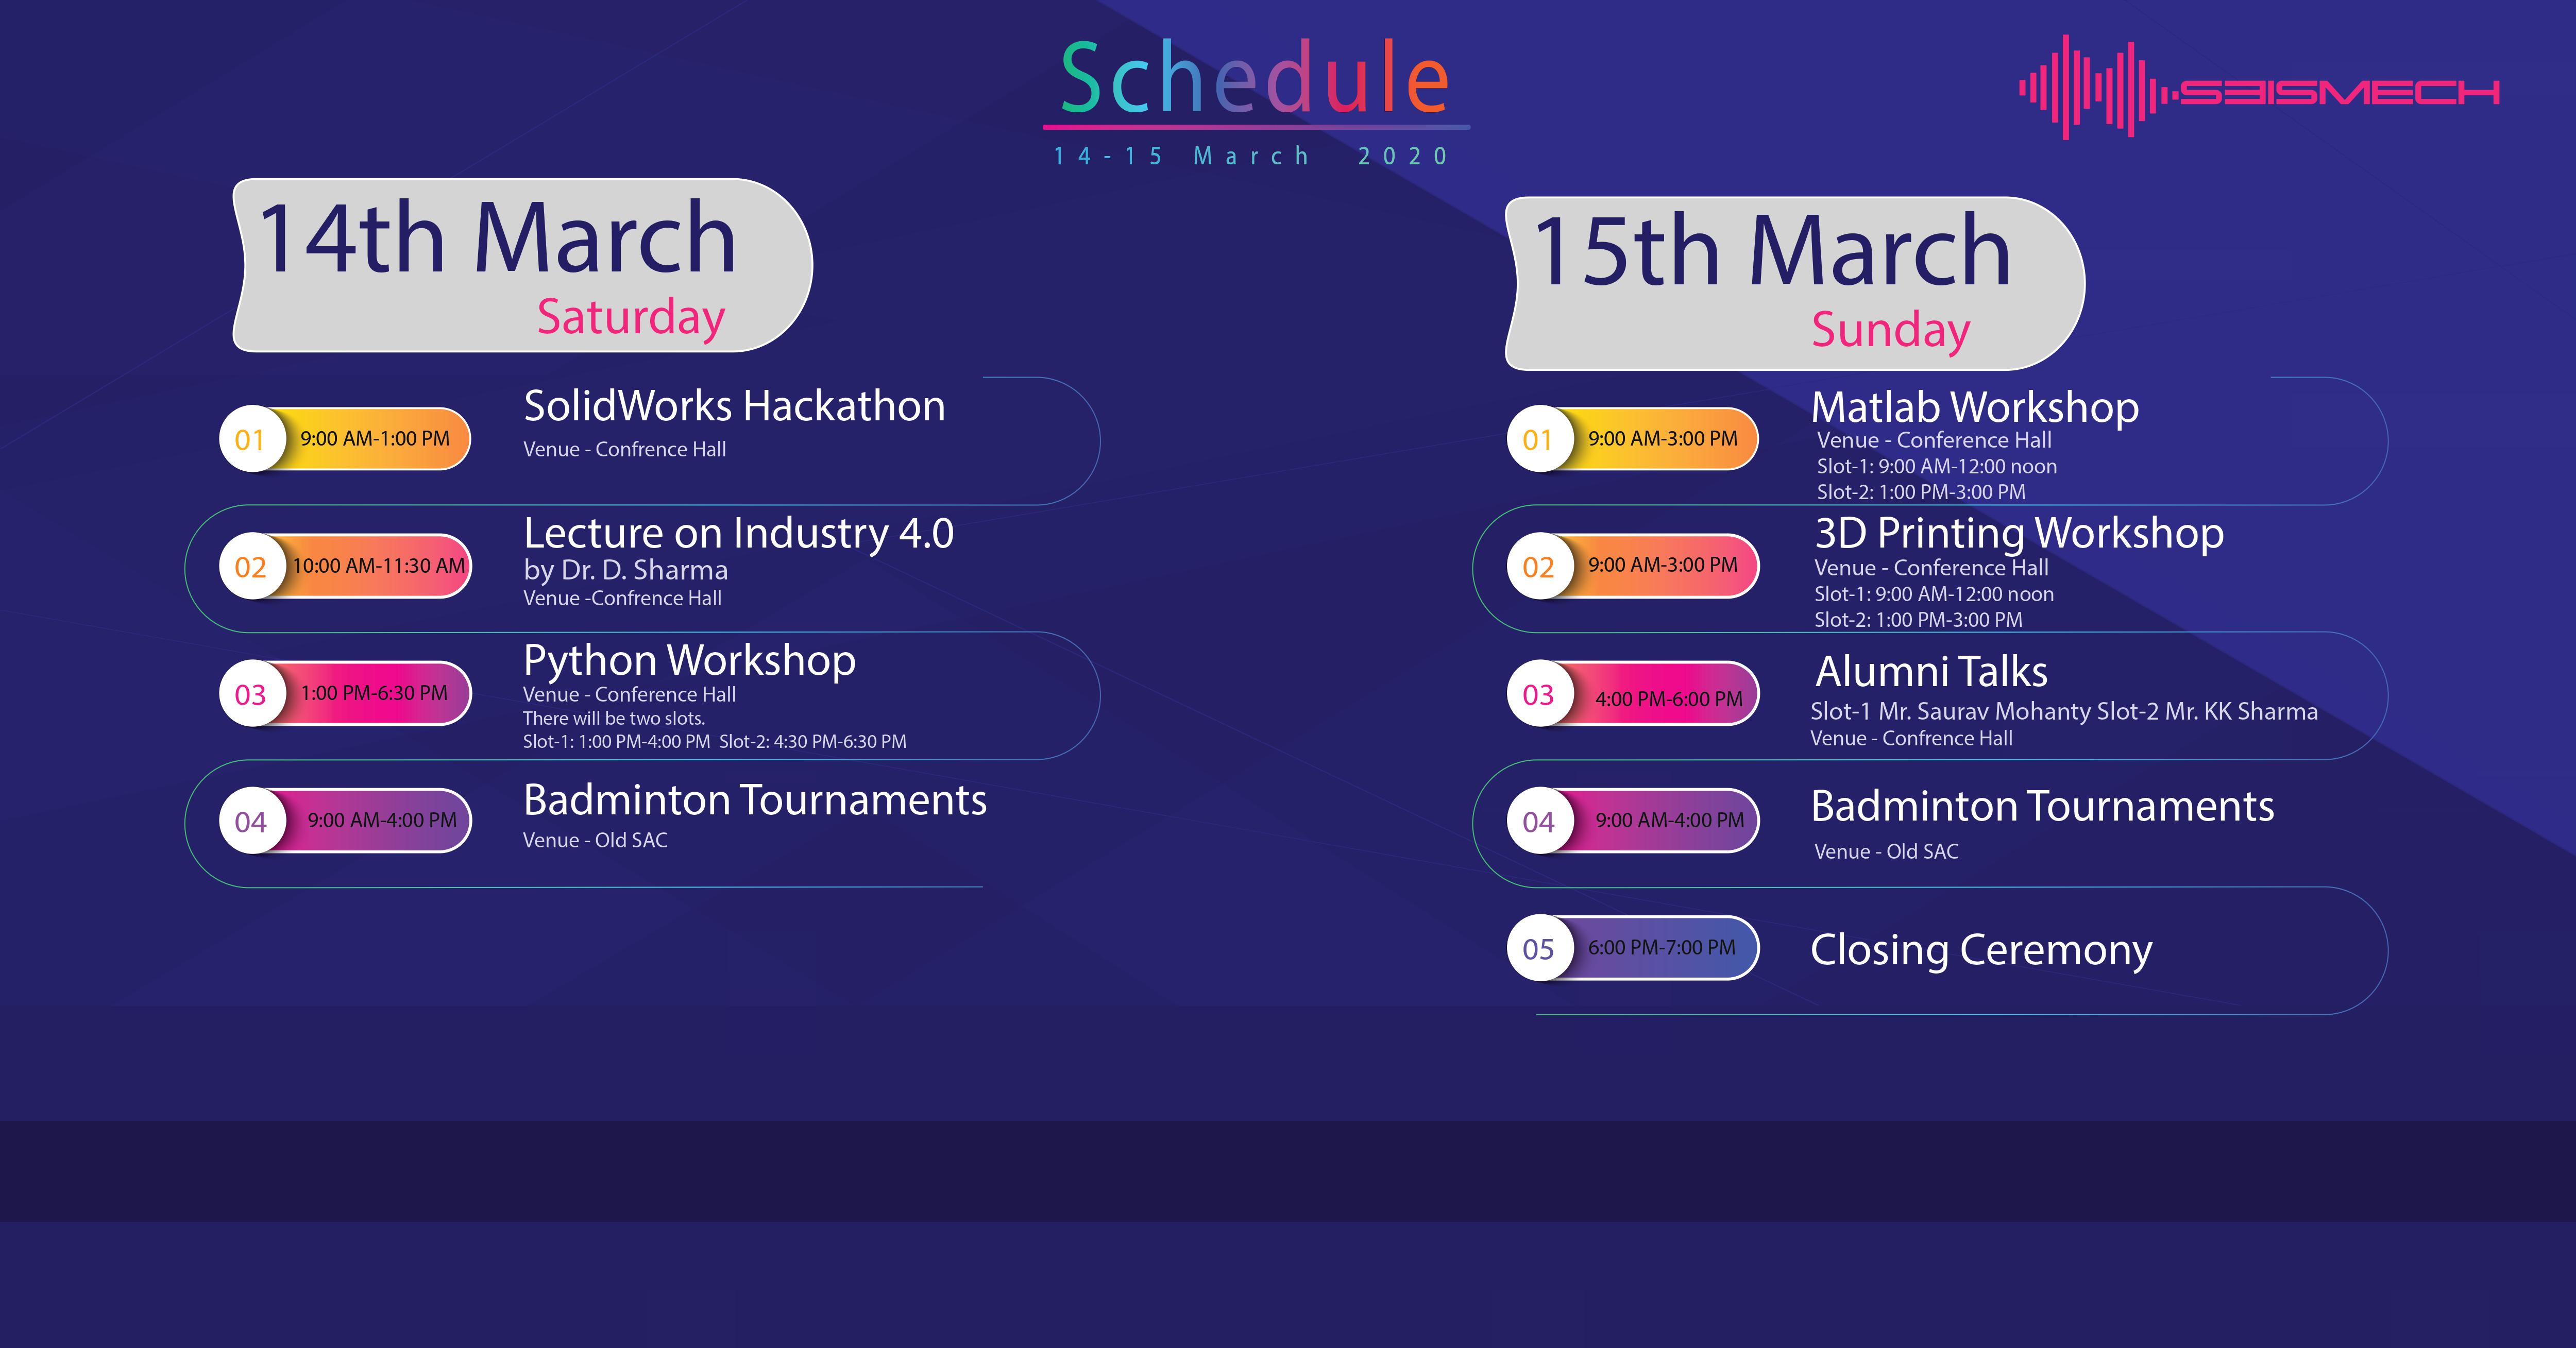 Schedule
14-15 March 2020
SEISMECH
14th March
Saturday
01
9:00 AM-1:00 PM
SolidWorks Hackathon
Venue - Confrence Hall
02
10:00 AM-11:30 AM
Lecture on Industry 4.0
by Dr. D. Sharma
Venue -Confrence Hall
03
1:00 PM-6:30 PM
Python Workshop
Venue - Conference Hall
There will be two slots.
Slot-1: 1:00 PM-4:00 PM  Slot-2: 4:30 PM-6:30 PM
04
9:00 AM-4:00 PM
Badminton Tournaments
Venue - Old SAC
15th March
Sunday
01
9:00 AM-3:00 PM
Matlab Workshop
Venue - Conference Hall
Slot-1: 9:00 AM-12:00 noon
Slot-2: 1:00 PM-3:00 PM
02
9:00 AM-3:00 PM
3D Printing Workshop
Venue - Conference Hall
Slot-1: 9:00 AM-12:00 noon
Slot-2: 1:00 PM-3:00 PM
03
4:00 PM-6:00 PM
Alumni Talks
Slot-1 Mr. Saurav Mohanty Slot-2 Mr. KK Sharma
Venue - Confrence Hall
04
9:00 AM-4:00 PM
Badminton Tournaments
Venue - Old SAC
05
6:00 PM-7:00 PM
Closing Ceremony